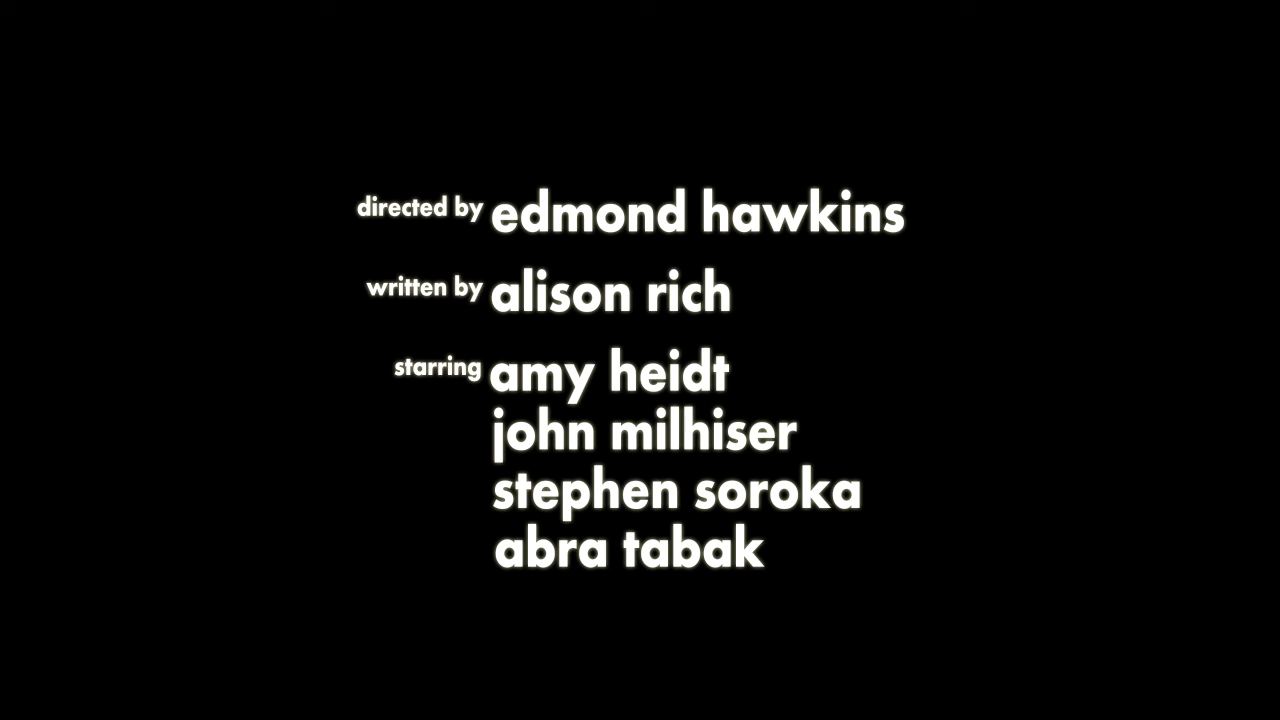 directed by edmond hawkins
written by alison rich
starring amy heidt
john milhiser
stephen soroka
abra tabak